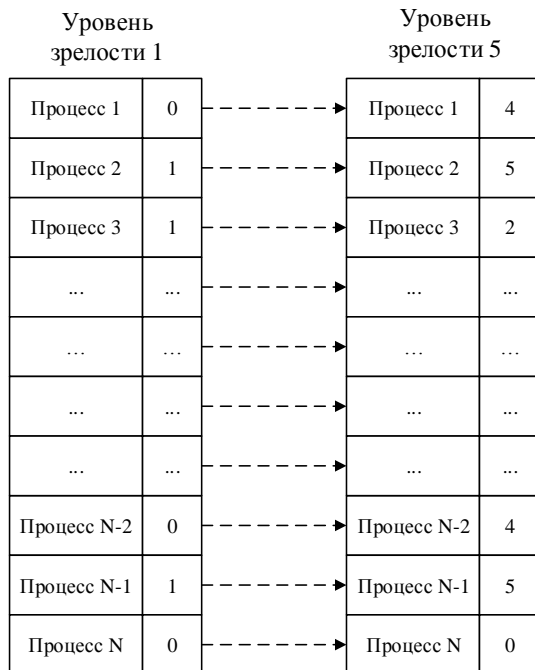 Уровень
зрелости 1
Уровень
зрелости 5
Процесс 1 0 Процесс 1 4
Процесс 2 1 Процесс 2 5
Процесс 3 1 Процесс 3 2
... ... ... ...
... ... ... ...
... ... ... ...
... ... ... ...
Процесс N-2 0 Процесс N-2 4
Процесс N-1 1 Процесс N-1 5
Процесс N 0 Процесс N 0